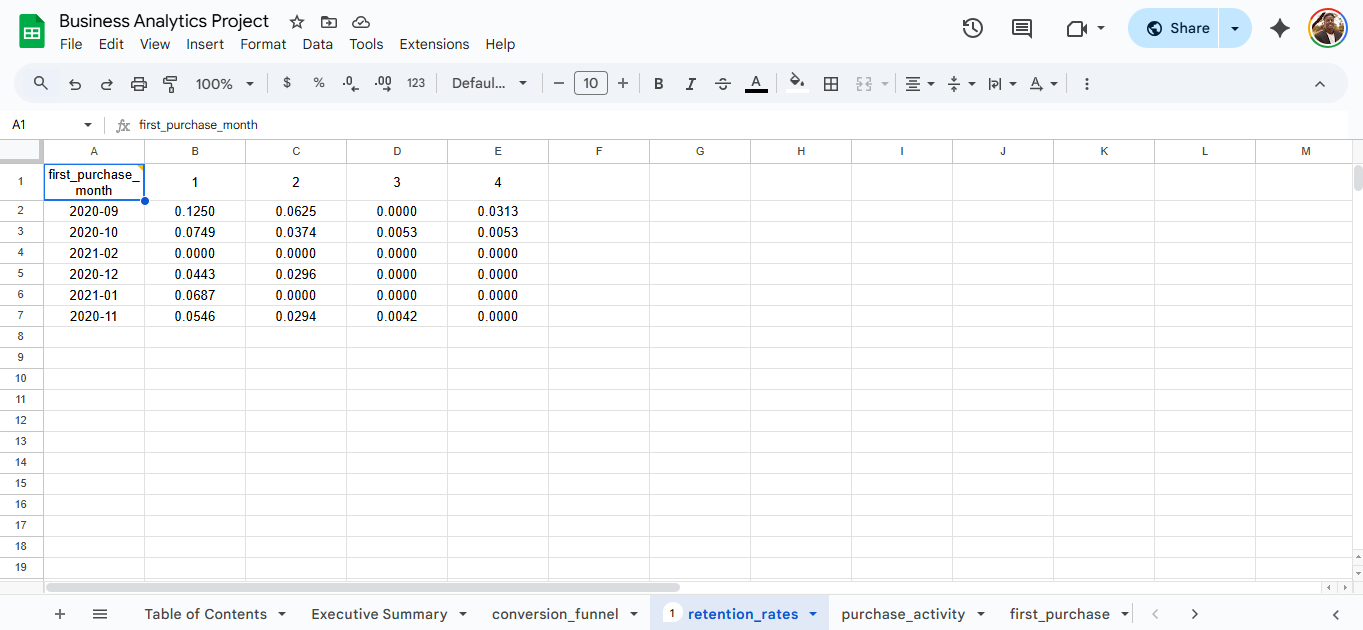 Business Analytics Project
File Edit View Insert Format Data Tools Extensions Help
Share
100% $ % .0 .00 123 Defaul... 10 B I A A
A1 fx first_purchase_month
A B C D E F G H I J K L M
1 first_purchase_ 1 2 3 4
month
2 2020-09 0.1250 0.0625 0.0000 0.0313
3 2020-10 0.0749 0.0374 0.0053 0.0053
4 2021-02 0.0000 0.0000 0.0000 0.0000
5 2020-12 0.0443 0.0296 0.0000 0.0000
6 2021-01 0.0687 0.0000 0.0000 0.0000
7 2020-11 0.0546 0.0294 0.0042 0.0000
8
9
10
11
12
13
14
15
16
17
18
19
Table of Contents Executive Summary conversion_funnel 1 retention_rates purchase_activity first_purchase